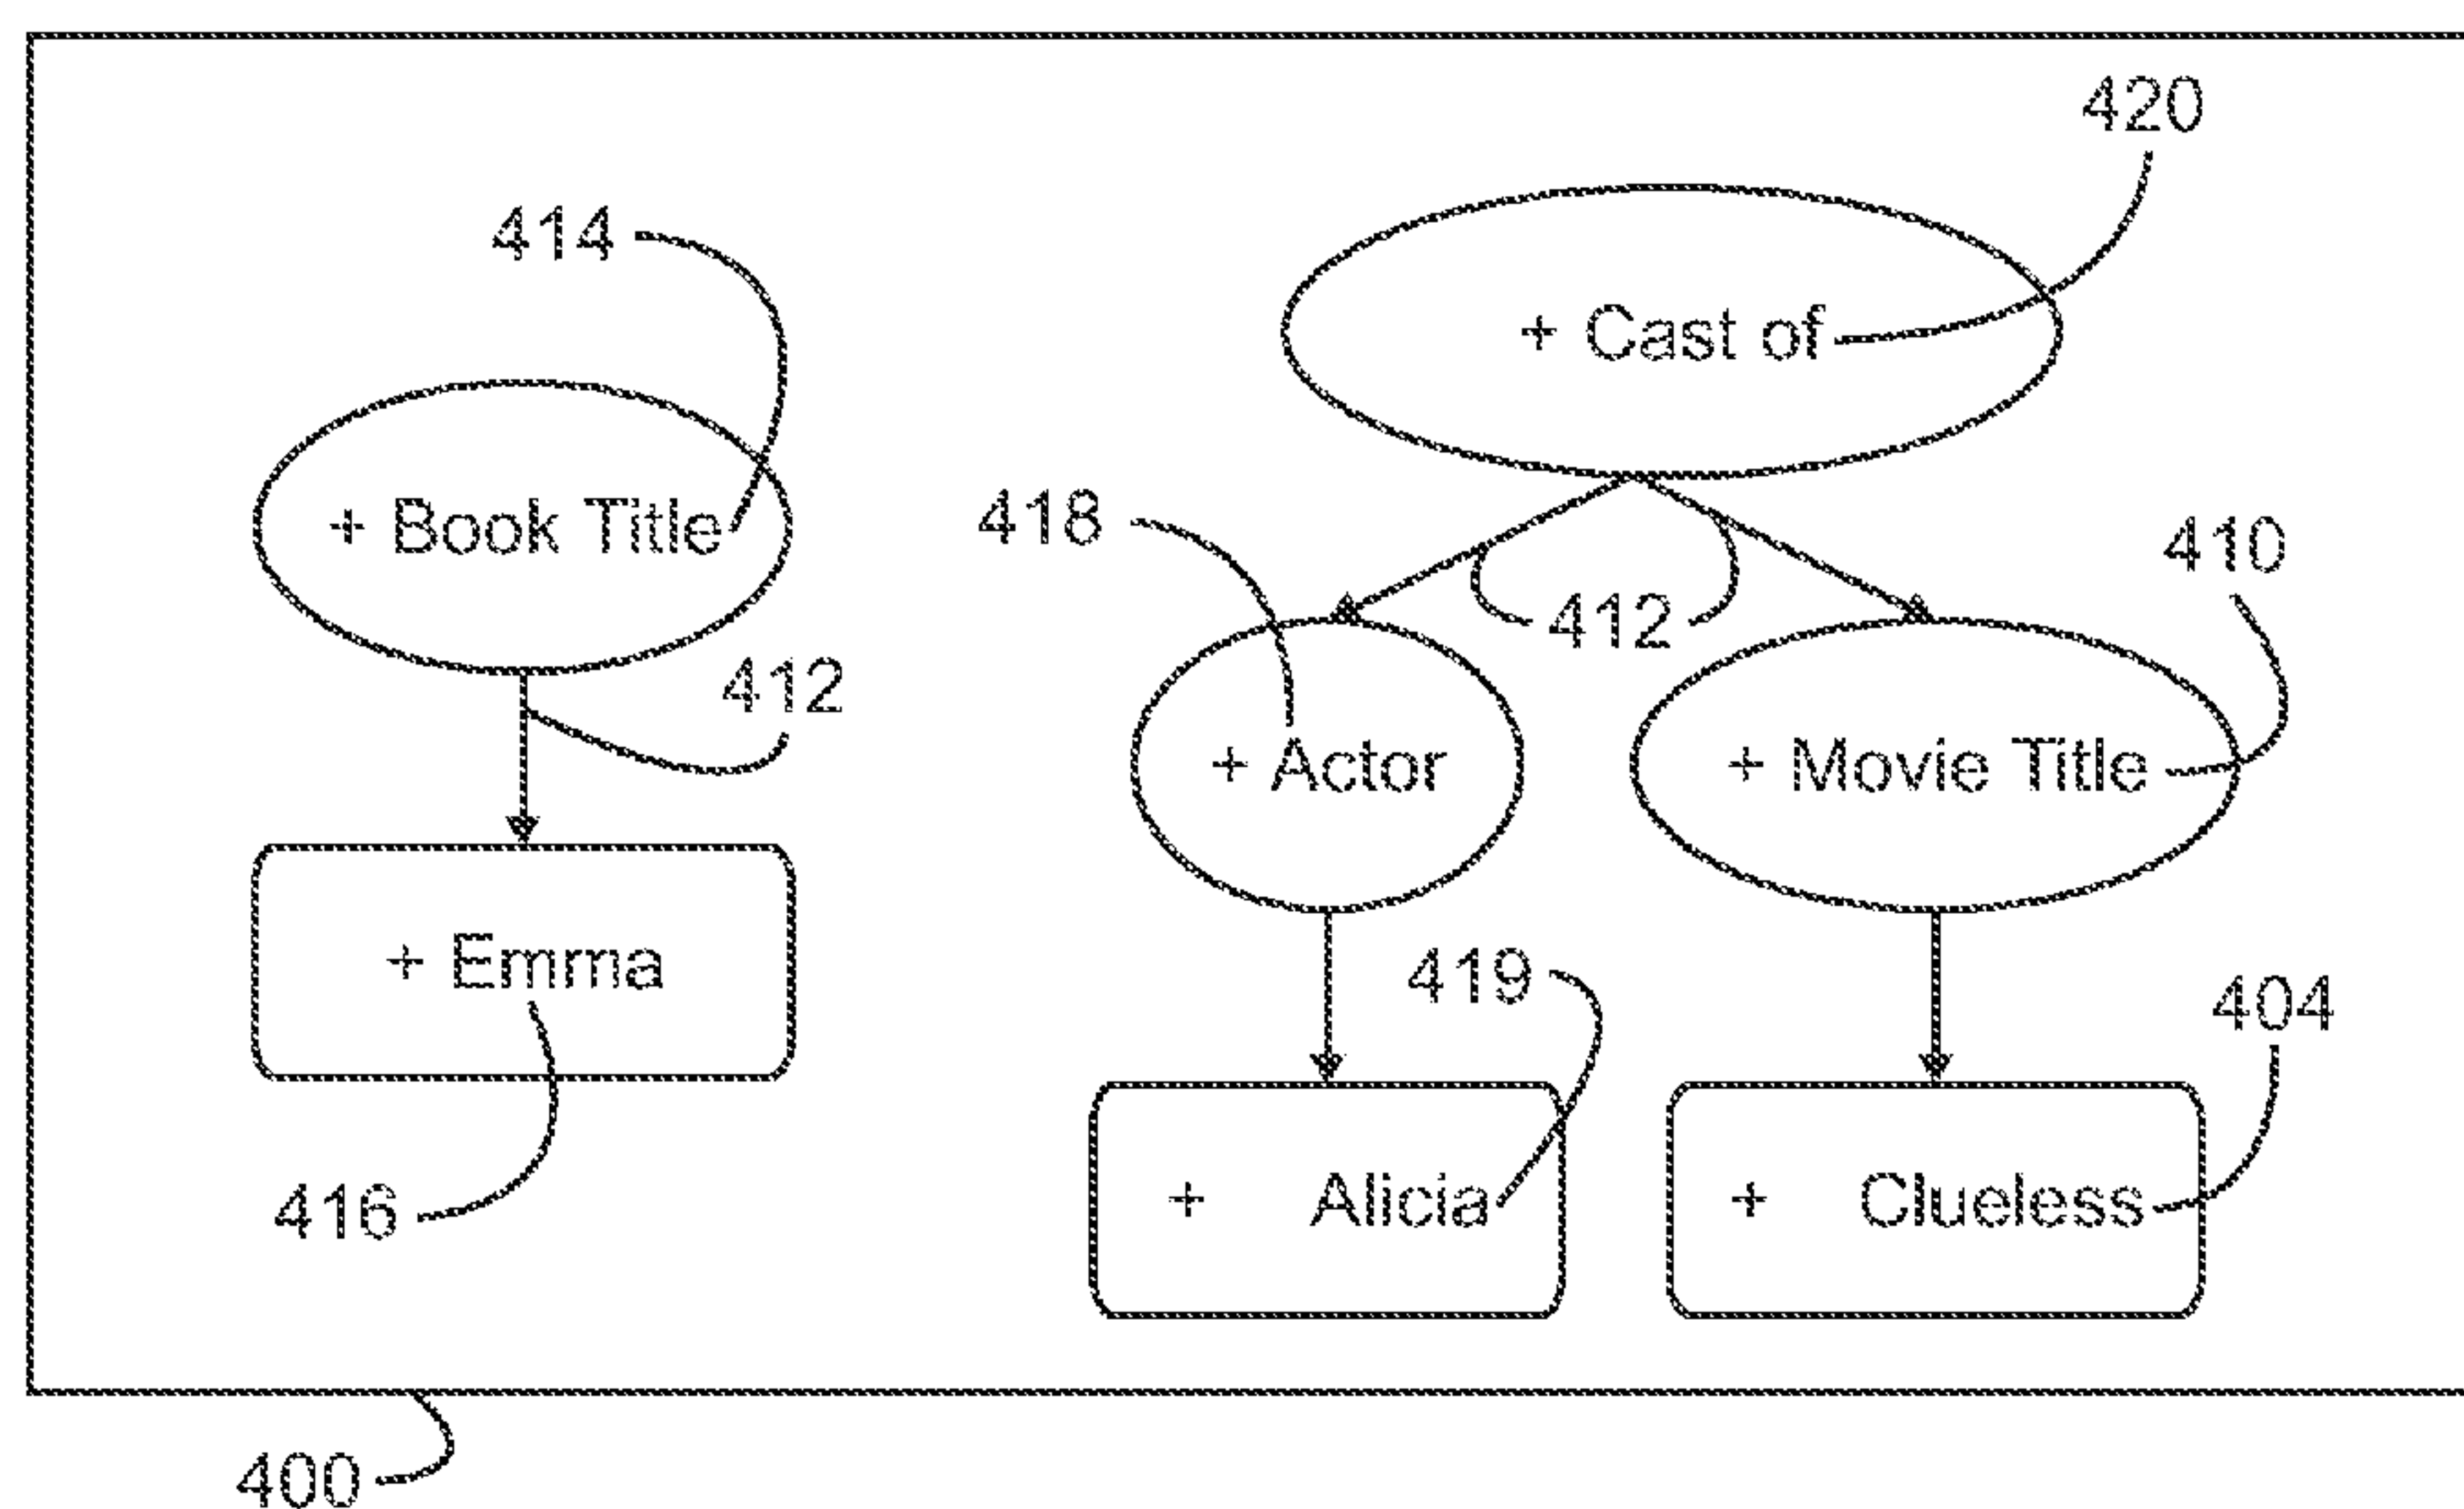 420
414
+ Cast of
+ Book Title
418
410
412
412
+ Actor
+ Movie Title
+ Emma
419
404
416
+ Alicia
+ Clueless
400